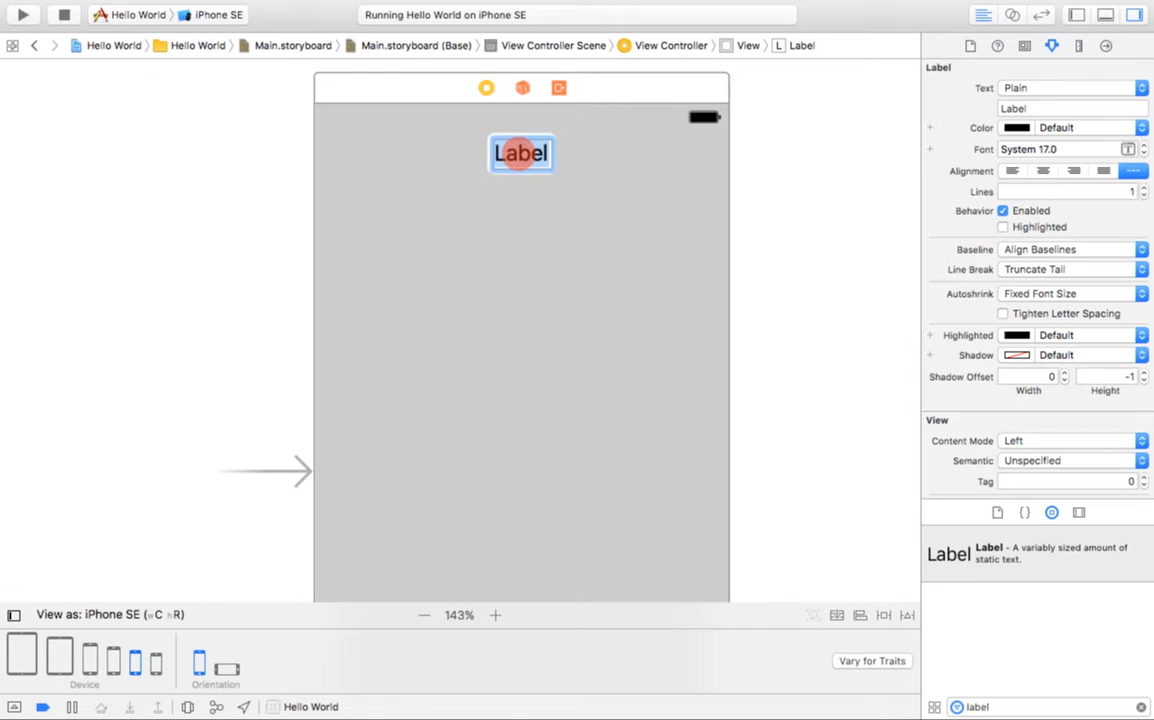 Hello World
iPhone SE
Running Hello World on iPhone SE
Hello World
Hello World
Main.storyboard
Main.storyboard (Base)
View Controller Scene
View Controller
View
L Label
Label
Label
Text Plain
Label
Color Default
Font System 17.0 T
Alignment
Lines 1
Behavior Enabled
Highlighted
Baseline Align Baselines
Line Break Truncate Tail
Autoshrink Fixed Font Size
Tighten Letter Spacing
Highlighted Default
Shadow Default
Shadow Offset 0 -1
Width Height
View
Content Mode Left
Semantic Unspecified
Tag 0
{ }
Label Label - A variably sized amount of
static text.
View as: iPhone SE (wC hR)
— 143% +
Device
Orientation
Vary for Traits
Hello World
label